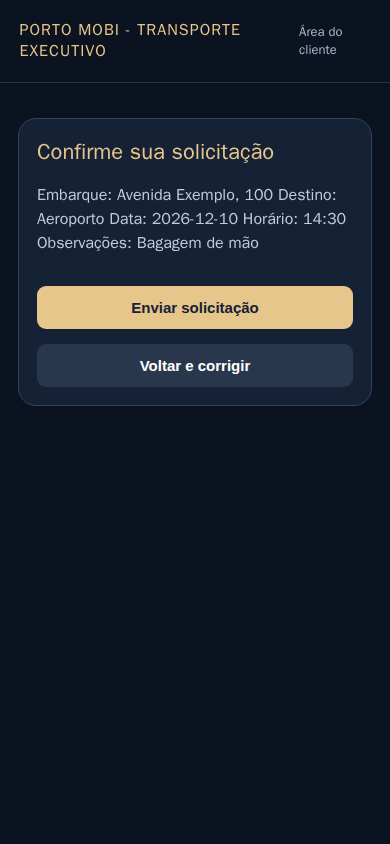 PORTO MOBI - TRANSPORTE
EXECUTIVO
Área do
cliente
Confirme sua solicitação
Embarque: Avenida Exemplo, 100 Destino:
Aeroporto Data: 2026-12-10 Horário: 14:30
Observações: Bagagem de mão
Enviar solicitação
Voltar e corrigir